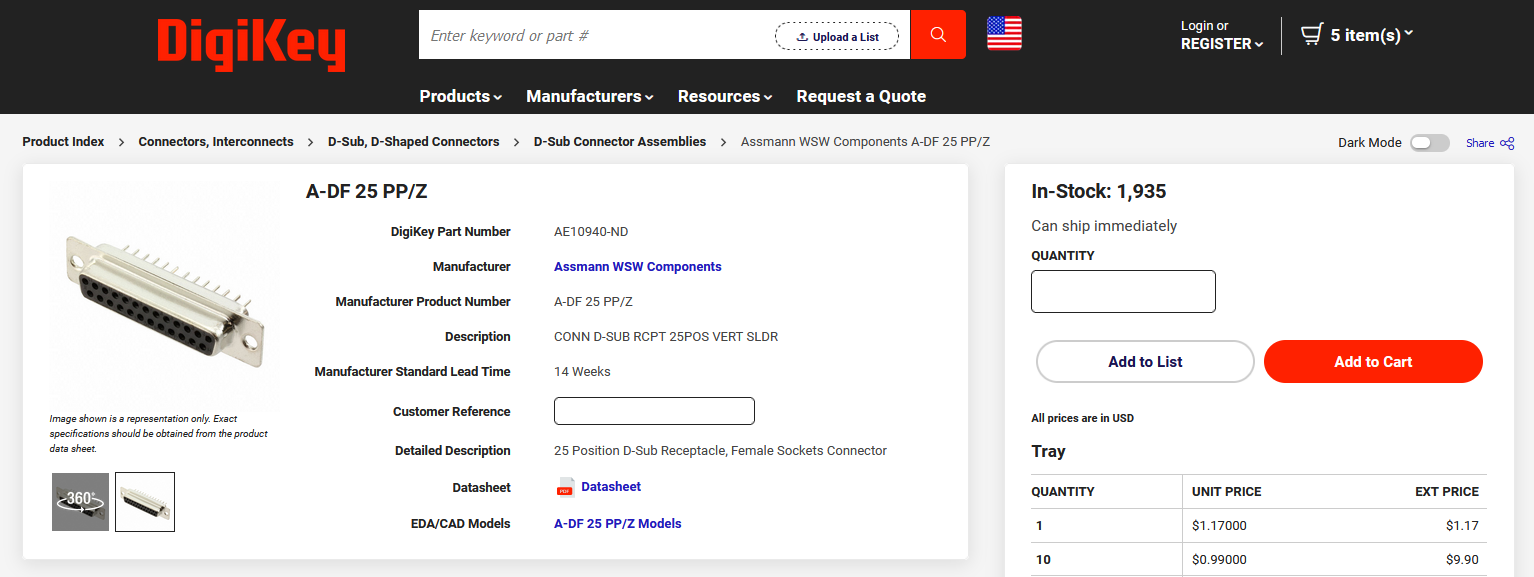 DigiKey
Enter keyword or part #
Upload a List
Login or
REGISTER
5 item(s)
Products
Manufacturers
Resources
Request a Quote
Product Index > Connectors, Interconnects > D-Sub, D-Shaped Connectors > D-Sub Connector Assemblies > Assmann WSW Components A-DF 25 PP/Z
Dark Mode
Share
A-DF 25 PP/Z
DigiKey Part Number AE10940-ND
Manufacturer Assmann WSW Components
Manufacturer Product Number A-DF 25 PP/Z
Description CONN D-SUB RCPT 25POS VERT SLDR
Manufacturer Standard Lead Time 14 Weeks
Customer Reference
Detailed Description 25 Position D-Sub Receptacle, Female Sockets Connector
Datasheet PDF Datasheet
EDA/CAD Models A-DF 25 PP/Z Models
Image shown is a representation only. Exact
specifications should be obtained from the product
data sheet.
360°
In-Stock: 1,935
Can ship immediately
QUANTITY
Add to List
Add to Cart
All prices are in USD
Tray
QUANTITY UNIT PRICE EXT PRICE
1 $1.17000 $1.17
10 $0.99000 $9.90